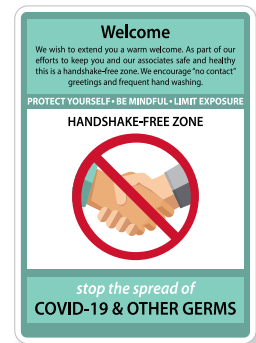 Welcome
We wish to extend you a warm welcome. As part of our
efforts to keep you and our associates safe and healthy
this is a handshake-free zone. We encourage "no contact"
greetings and frequent hand washing.
PROTECT YOURSELF • BE MINDFUL • LIMIT EXPOSURE
HANDSHAKE-FREE ZONE
stop the spread of
COVID-19 & OTHER GERMS